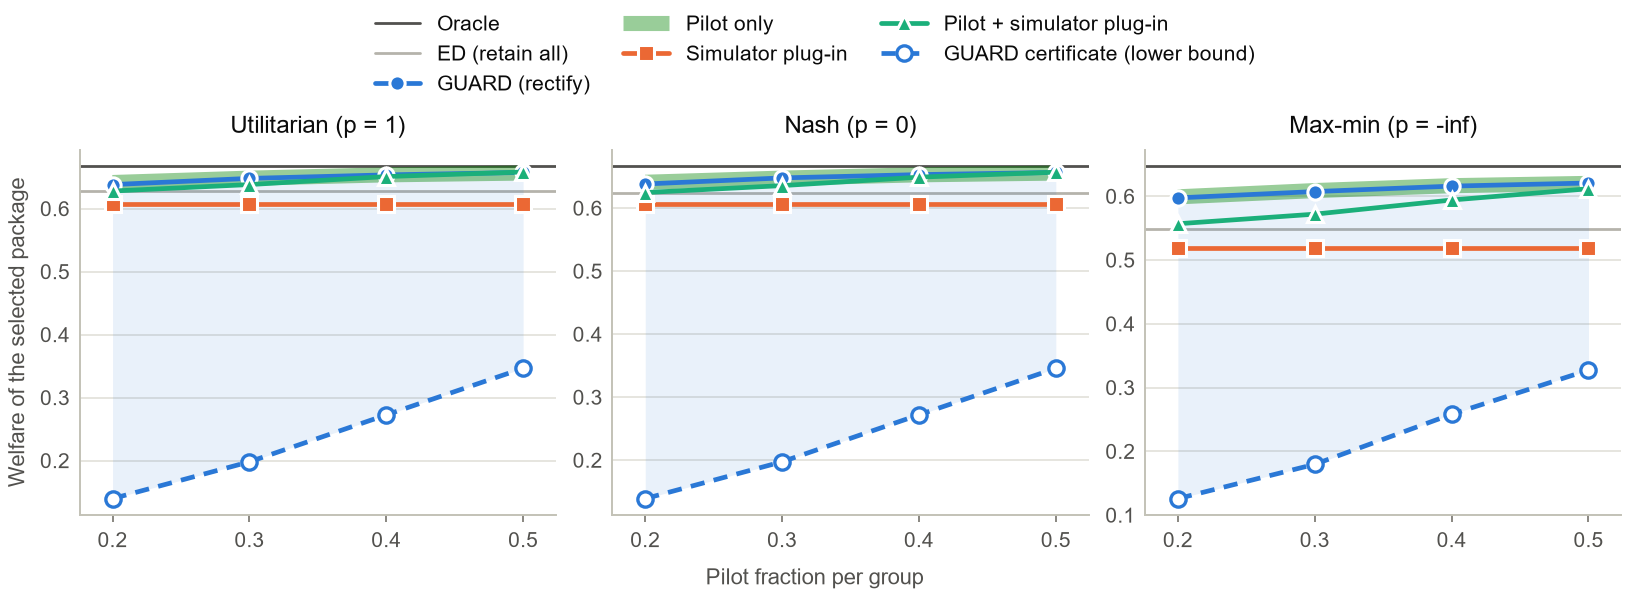 Oracle
ED (retain all)
GUARD (rectify)
Pilot only
Simulator plug-in
Pilot + simulator plug-in
GUARD certificate (lower bound)
Utilitarian (p = 1)
Nash (p = 0)
Max-min (p = -inf)
Welfare of the selected package
0.6
0.5
0.4
0.3
0.2
0.2 0.3 0.4 0.5
0.6
0.5
0.4
0.3
0.2
0.2 0.3 0.4 0.5
0.6
0.5
0.4
0.3
0.2
0.1
0.2 0.3 0.4 0.5
Pilot fraction per group